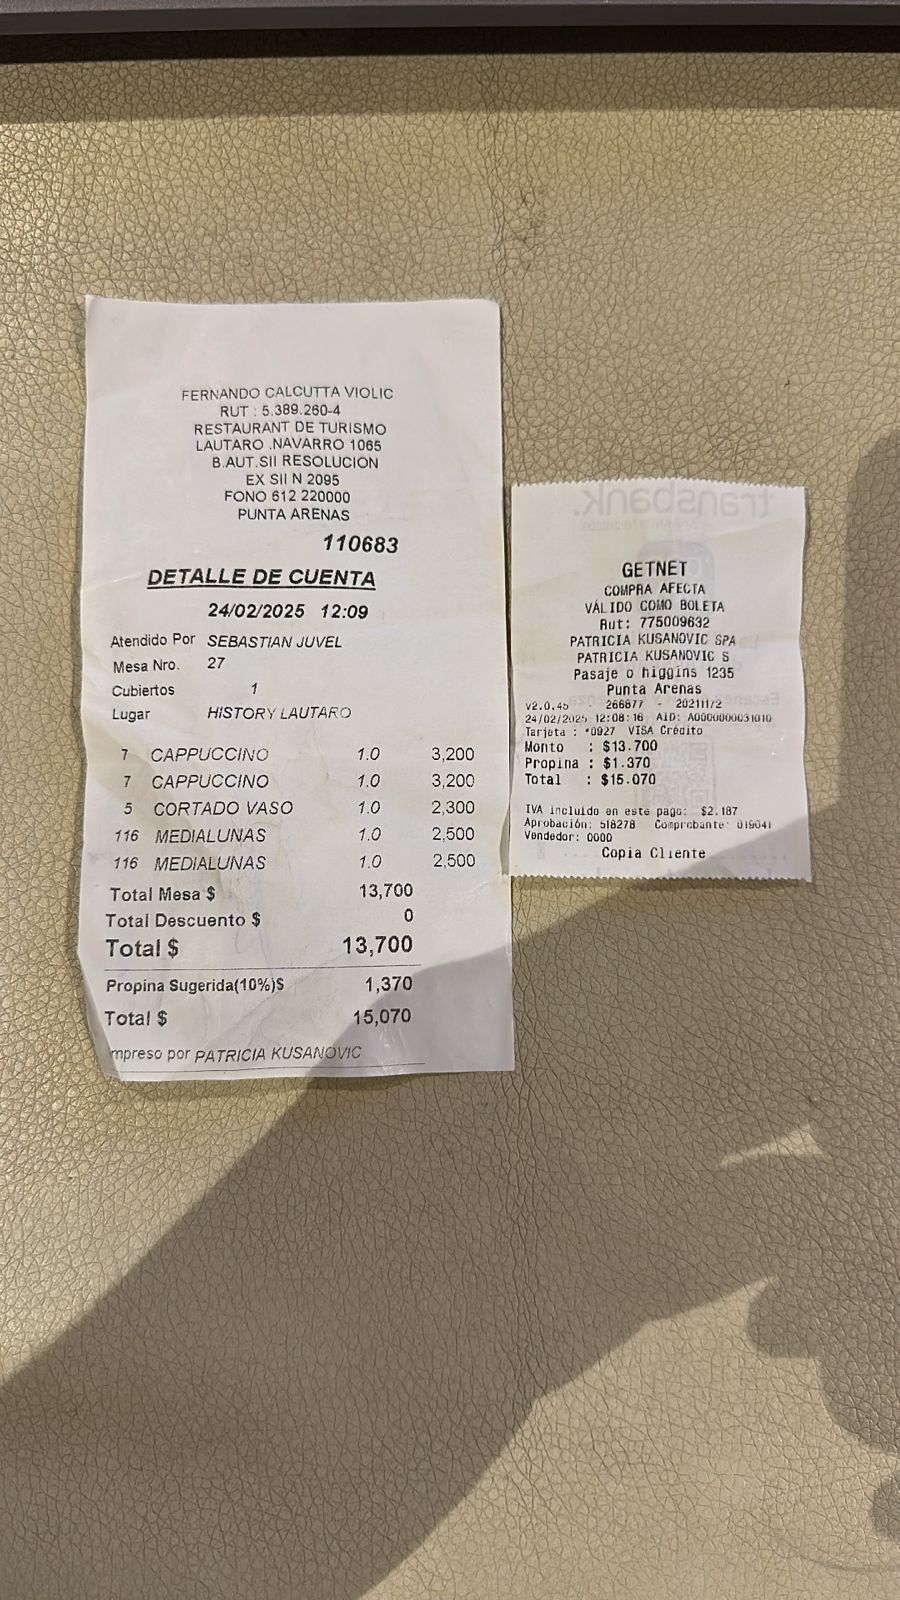 FERNANDO CALCUTTA VIOLIC
RUT : 5.389.260-4
RESTAURANT DE TURISMO
LAUTARO .NAVARRO 1065
B.AUT.SII RESOLUCION
EX SII N 2095
FONO 612 220000
PUNTA ARENAS
110683
DETALLE DE CUENTA
24/02/2025 12:09
Atendido Por SEBASTIAN JUVEL
Mesa Nro. 27
Cubiertos 1
Lugar HISTORY LAUTARO
7 CAPPUCCINO 1.0 3,200
7 CAPPUCCINO 1.0 3,200
5 CORTADO VASO 1.0 2,300
116 MEDIALUNAS 1.0 2,500
116 MEDIALUNAS 1.0 2,500
Total Mesa $ 13,700
Total Descuento $ 0
Total $ 13,700
Propina Sugerida(10%)$ 1,370
Total $ 15,070
mpreso por PATRICIA KUSANOVIC
transbank.
GETNET
COMPRA AFECTA
VÁLIDO COMO BOLETA
Rut: 775009632
PATRICIA KUSANOVIC SPA
PATRICIA KUSANOVIC S
Pasaje o higgins 1235
Punta Arenas
266877 -
24/02/2025 12:08:16 AID: A0000000031010
Tarjeta : *0927 VISA Crédito
Monto : $13.700
Propina : $1.370
Total : $15.070
IVA incluido en este pago: $2.187
Aprobación: 518278 Comprobante: 019041
Vendedor: 0000
Copia Cliente